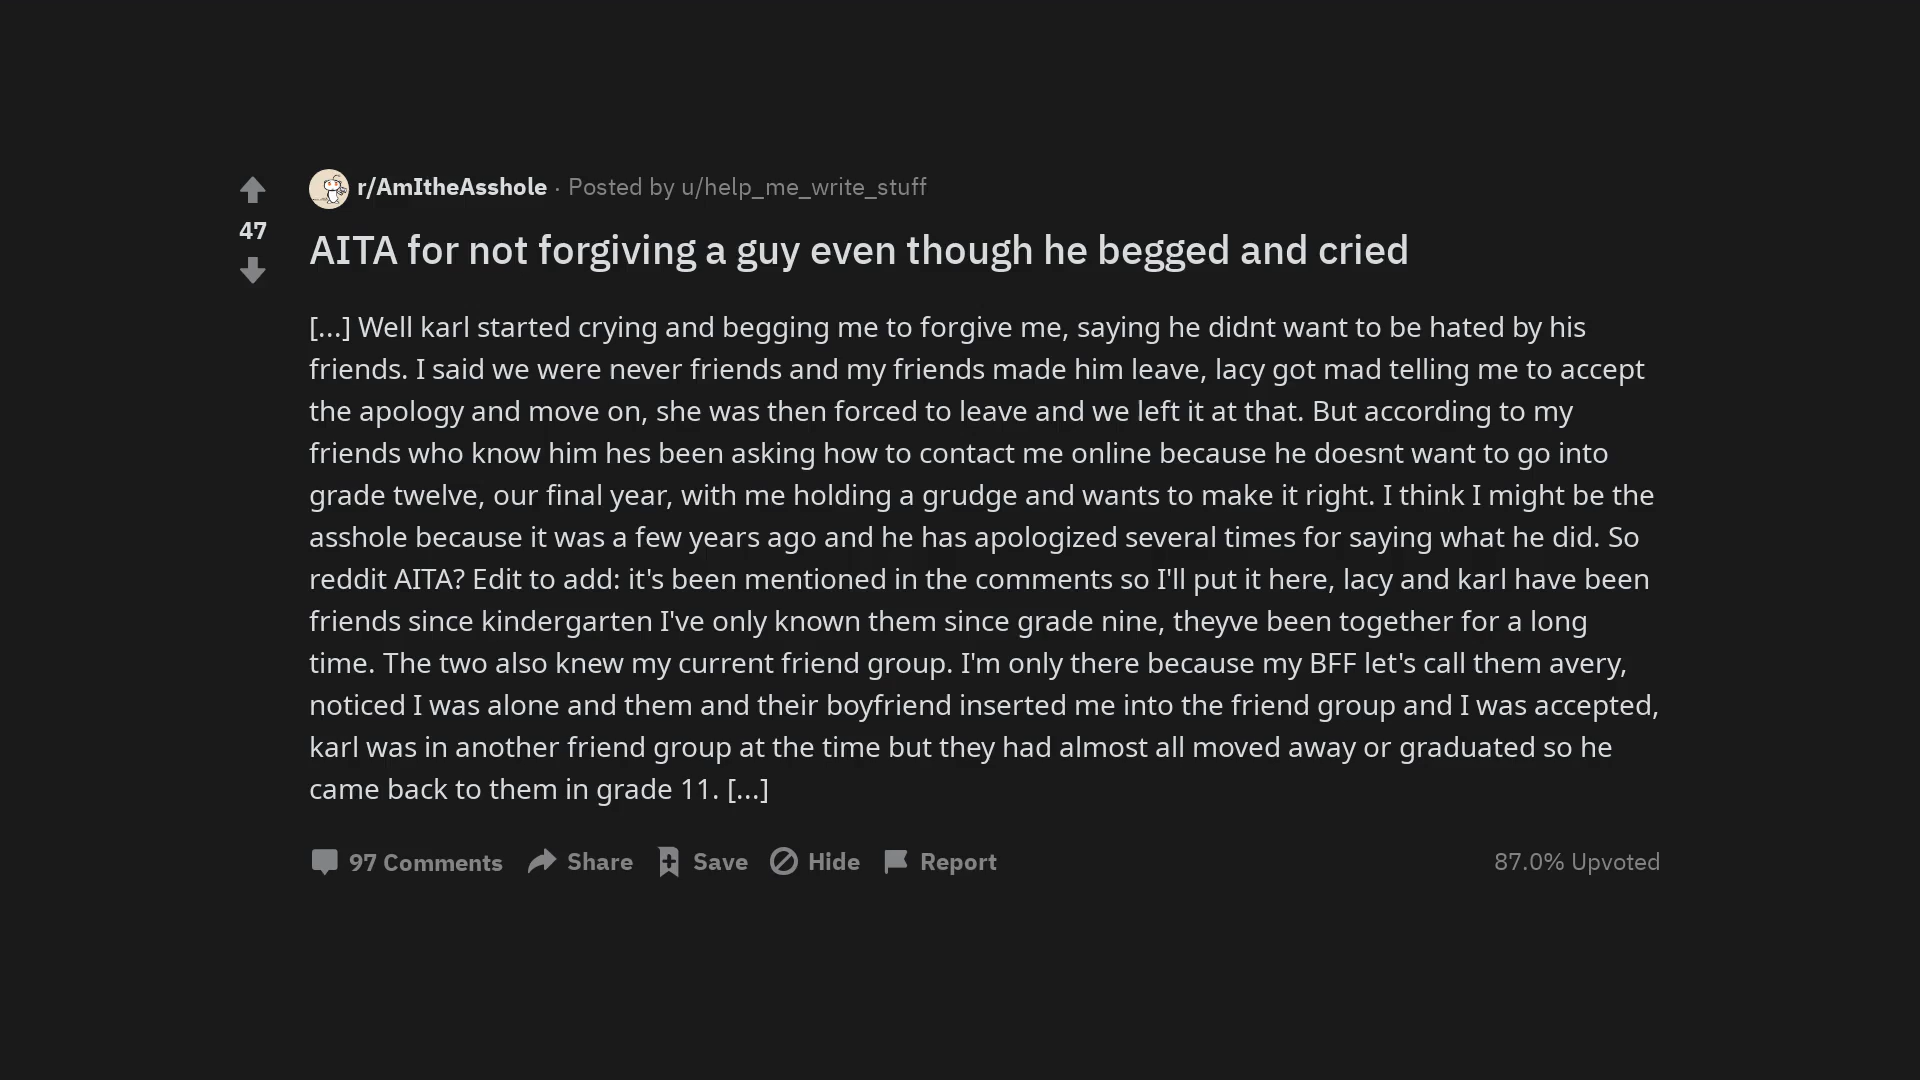 r/AmItheAsshole · Posted by u/help_me_write_stuff
47
AITA for not forgiving a guy even though he begged and cried
[...] Well karl started crying and begging me to forgive me, saying he didnt want to be hated by his
friends. I said we were never friends and my friends made him leave, lacy got mad telling me to accept
the apology and move on, she was then forced to leave and we left it at that. But according to my
friends who know him hes been asking how to contact me online because he doesnt want to go into
grade twelve, our final year, with me holding a grudge and wants to make it right. I think I might be the
asshole because it was a few years ago and he has apologized several times for saying what he did. So
reddit AITA? Edit to add: it's been mentioned in the comments so I'll put it here, lacy and karl have been
friends since kindergarten I've only known them since grade nine, theyve been together for a long
time. The two also knew my current friend group. I'm only there because my BFF let's call them avery,
noticed I was alone and them and their boyfriend inserted me into the friend group and I was accepted,
karl was in another friend group at the time but they had almost all moved away or graduated so he
came back to them in grade 11. [...]
97 Comments Share Save Hide Report 87.0% Upvoted